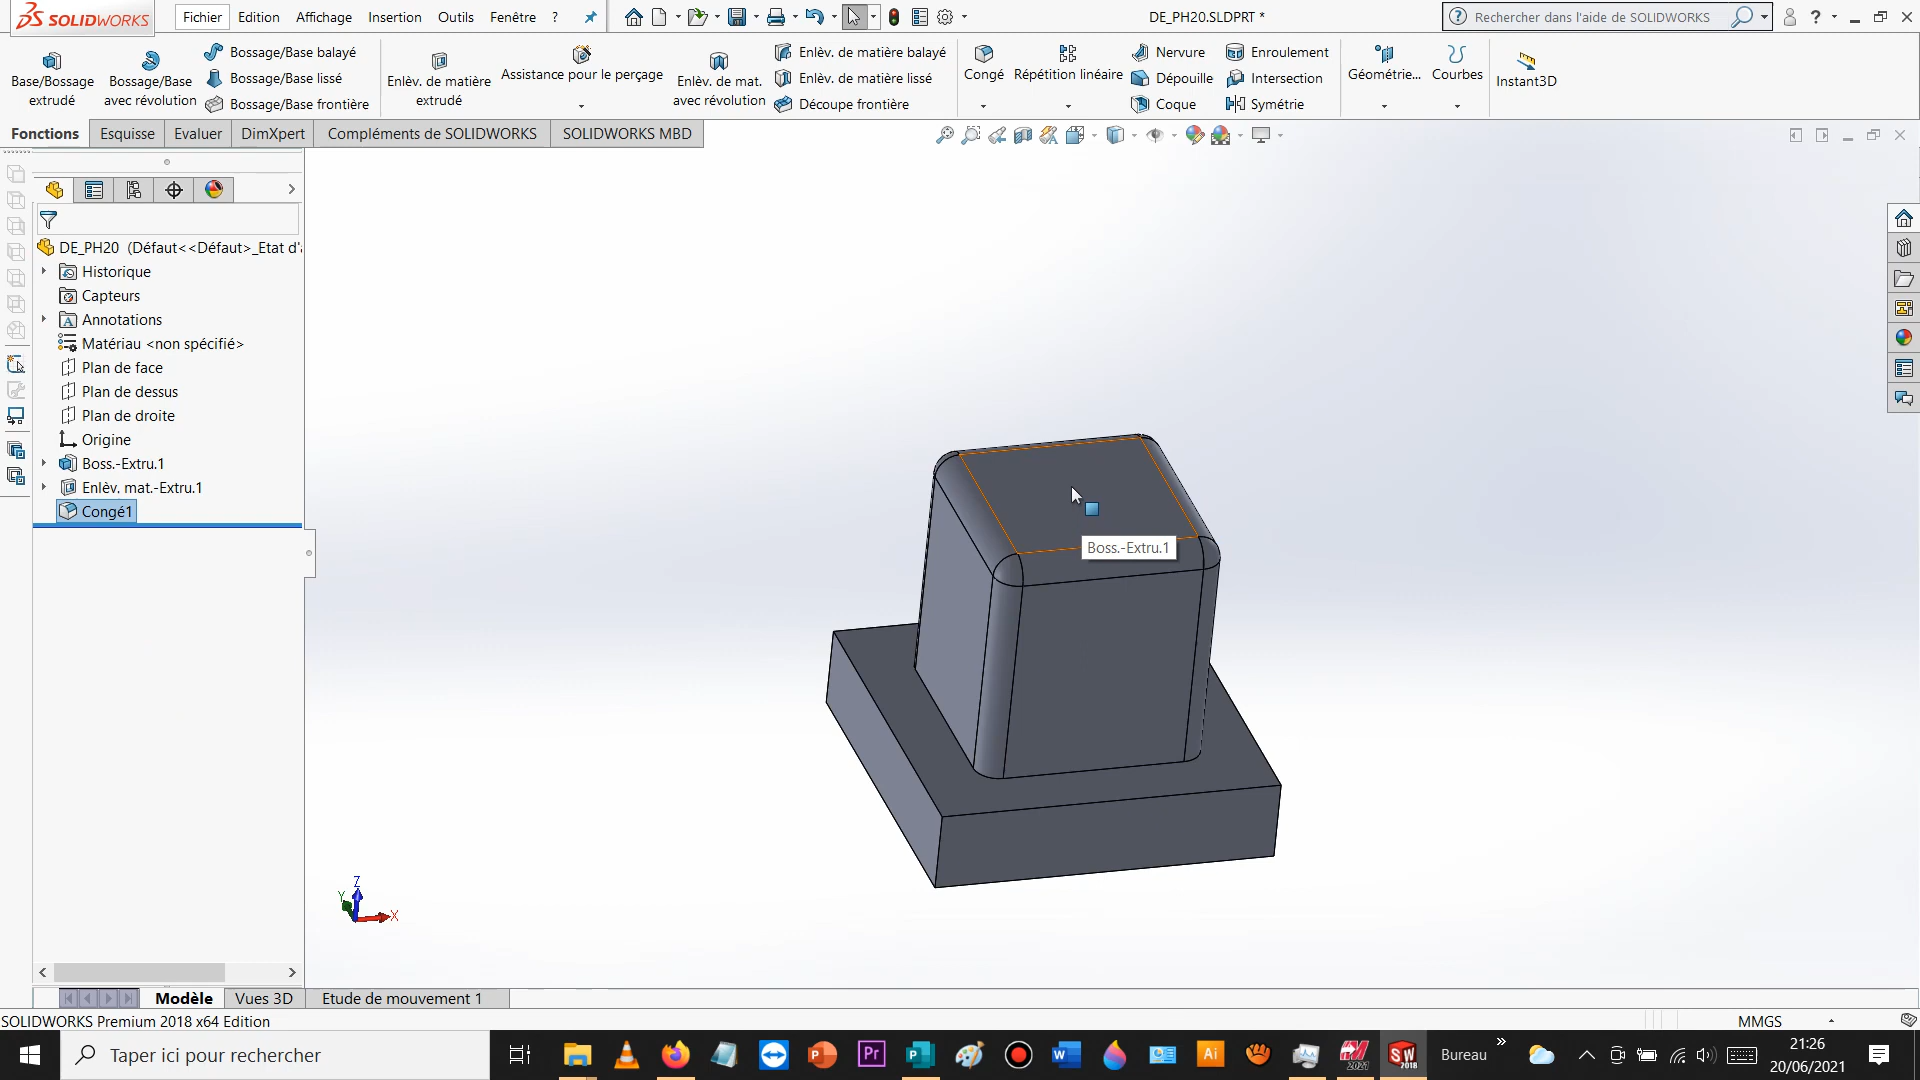 SOLIDWORKS
Fichier Edition Affichage Insertion Outils Fenêtre ?
DE_PH20.SLDPRT *
Rechercher dans l'aide de SOLIDWORKS
?
Base/Bossage extrudé
Bossage/Base avec révolution
Bossage/Base balayé
Bossage/Base lissé
Bossage/Base frontière
Enlèv. de matière extrudé
Assistance pour le perçage
Enlèv. de mat. avec révolution
Enlèv. de matière balayé
Enlèv. de matière lissé
Découpe frontière
Congé
Répétition linéaire
Nervure
Dépouille
Coque
Enroulement
Intersection
Symétrie
Géométrie...
Courbes
Instant3D
Fonctions Esquisse Evaluer DimXpert Compléments de SOLIDWORKS SOLIDWORKS MBD
DE_PH20 (Défaut<<Défaut>_Etat d'a
Historique
Capteurs
Annotations
Matériau <non spécifié>
Plan de face
Plan de dessus
Plan de droite
Origine
Boss.-Extru.1
Enlèv. mat.-Extru.1
Congé1
Boss.-Extru.1
Z
Y
X
Modèle Vues 3D Etude de mouvement 1
SOLIDWORKS Premium 2018 x64 Edition
MMGS
Taper ici pour rechercher
Pr
Ai
2021
SW
2018
Bureau
21:26
20/06/2021